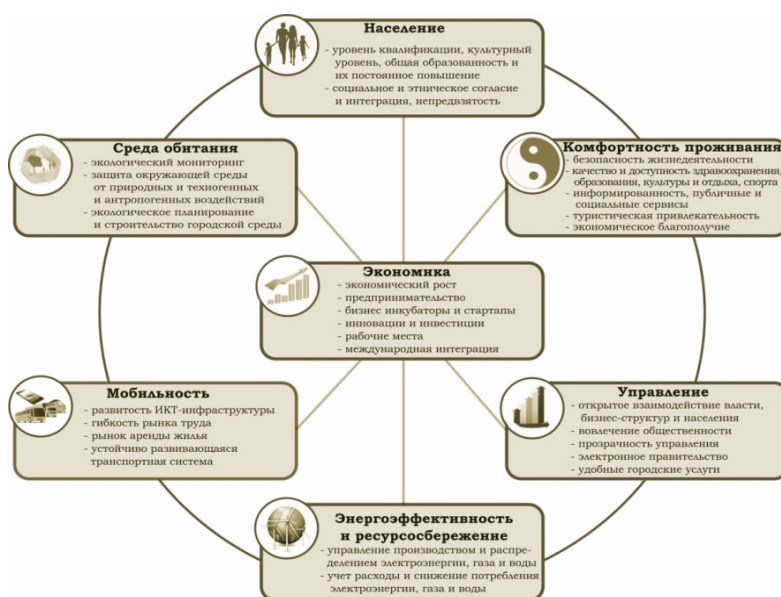 Население
- уровень квалификации, культурный
уровень, общая образованность и
их постоянное повышение
- социальное и этническое согласие
и интеграция, непредвзятость
Среда обитания
- экологический мониторинг
- защита окружающей среды
от природных и техногенных
и антропогенных воздействий
- экологическое планирование
и строительство городской среды
Комфортность проживания
- безопасность жизнедеятельности
- качество и доступность здравоохранения,
образования, культуры и отдыха, спорта
- информированность, публичные и
социальные сервисы
- туристическая привлекательность
- экономическое благополучие
Экономика
- экономический рост
- предпринимательство
- бизнес инкубаторы и стартапы
- инновации и инвестиции
- рабочие места
- международная интеграция
Мобильность
- развитость ИКТ-инфраструктуры
- гибкость рынка труда
- рынок аренды жилья
- устойчиво развивающаяся
транспортная система
Управление
- открытое взаимодействие власти,
бизнес-структур и населения
- вовлечение общественности
- прозрачность управления
- электронное правительство
- удобные городские услуги
Энергоэффективность
и ресурсосбережение
- управление производством и распре-
делением электроэнергии, газа и воды
- учет расходы и снижение потребления
электроэнергии, газа и воды